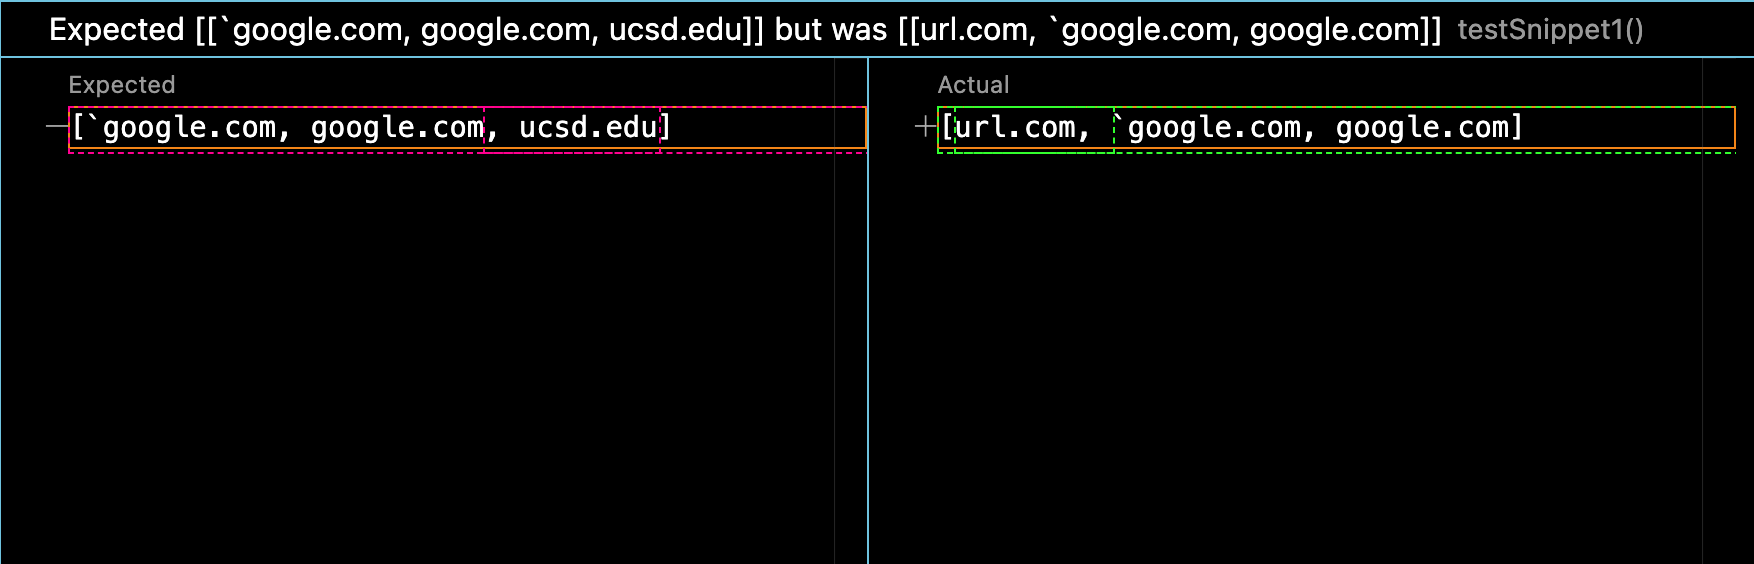 Expected [[`google.com, google.com, ucsd.edu]] but was [[url.com, `google.com, google.com]] testSnippet1()
Expected
[`google.com, google.com, ucsd.edu]
Actual
[url.com, `google.com, google.com]